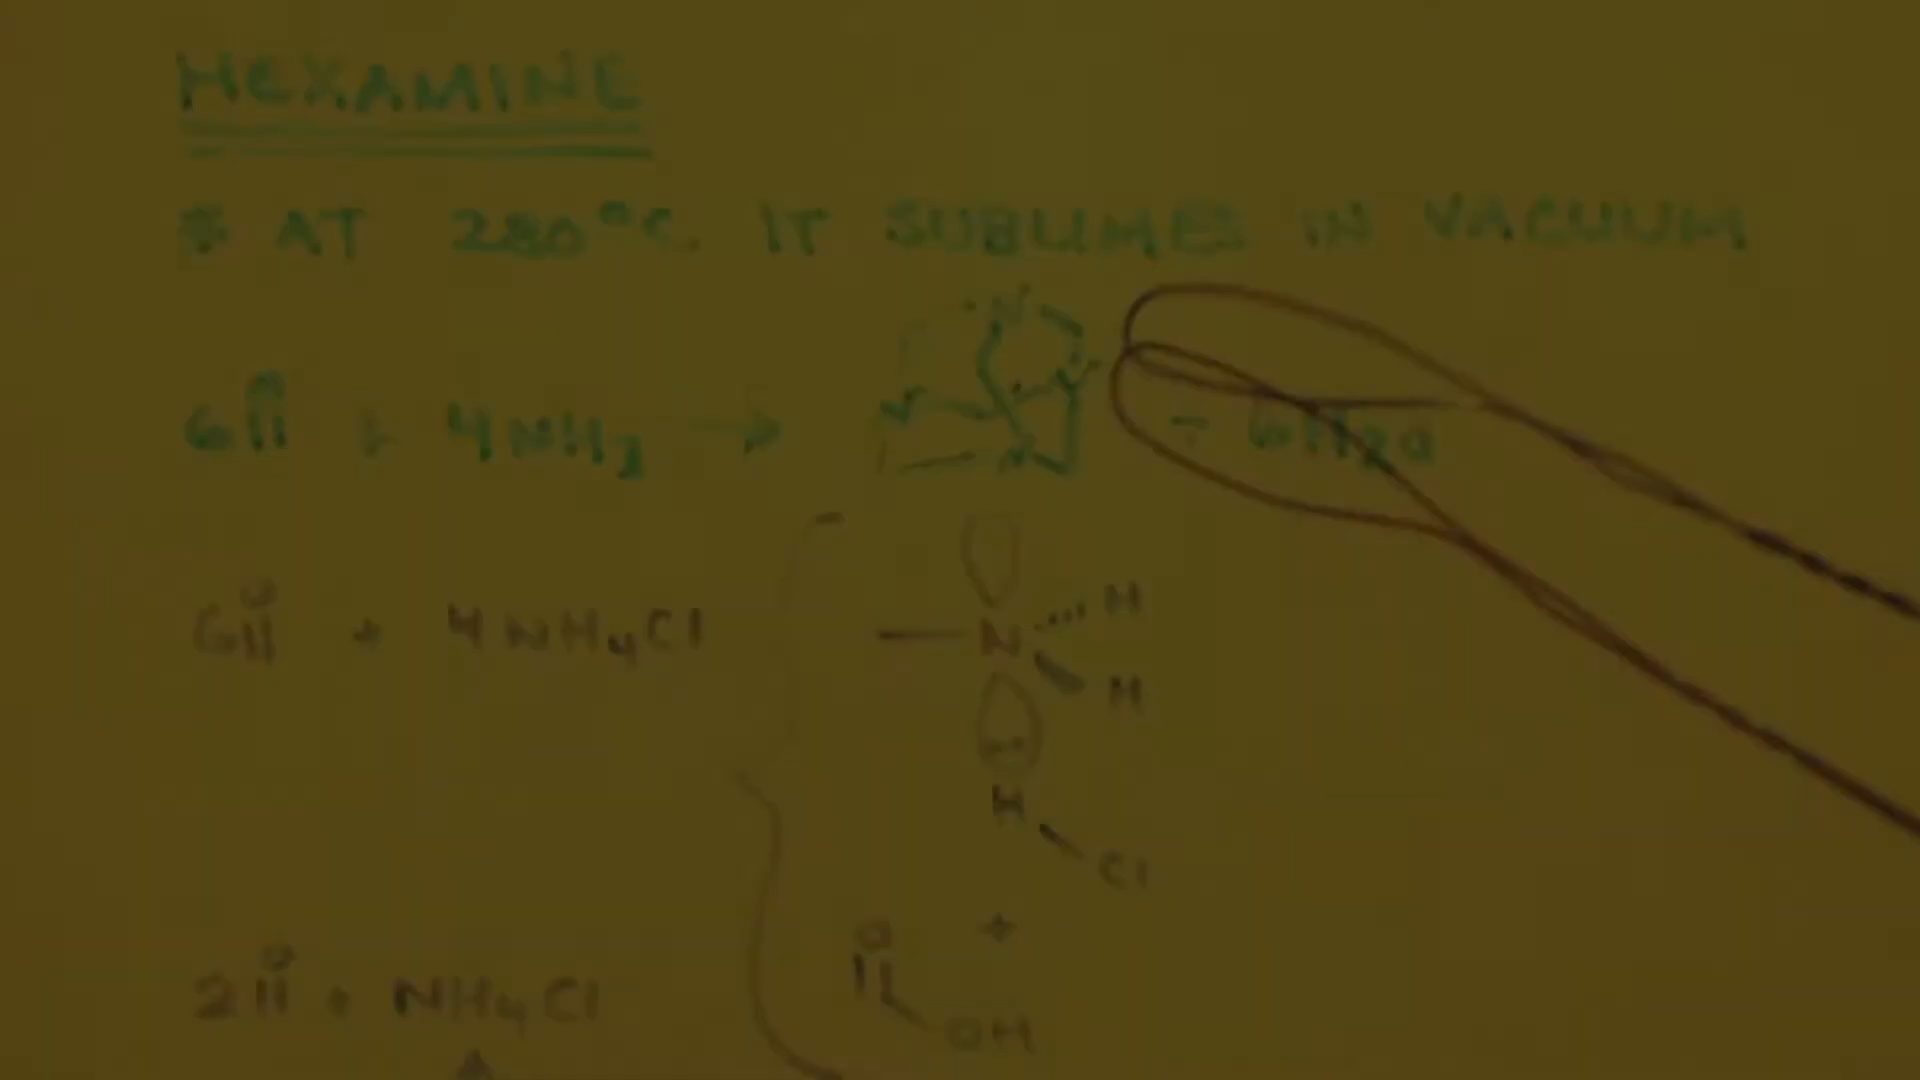 HEXAMINE
* AT 280°C IT SUBLIMES IN VACUUM
6 O + 4NH3 → N N N N - 6H2O
6 O + 4NH4Cl
N H H
H Cl
+
2 O + NH4Cl
O OH